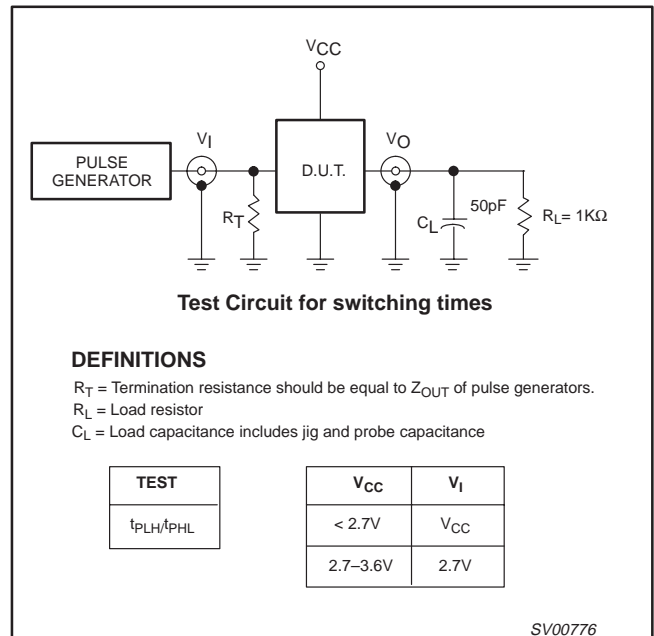 VCC
VI
VO
PULSE
GENERATOR
D.U.T.
RT
CL
50pF
RL= 1KΩ
Test Circuit for switching times
DEFINITIONS
RT = Termination resistance should be equal to ZOUT of pulse generators.
RL = Load resistor
CL = Load capacitance includes jig and probe capacitance
TEST
tPLH/tPHL
VCC VI
< 2.7V VCC
2.7–3.6V 2.7V
SV00776